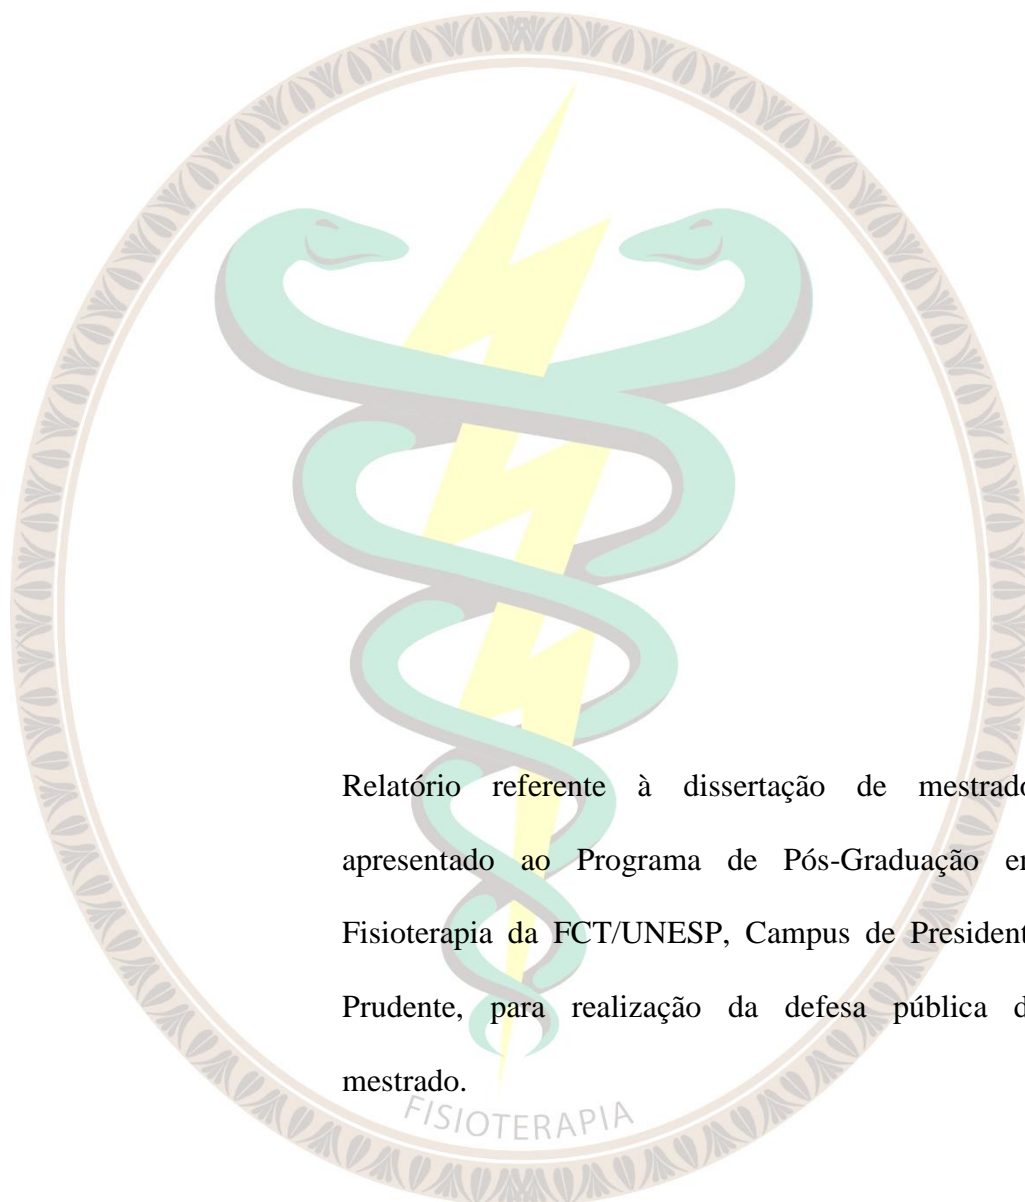 Relatório referente à dissertação de mestrado
apresentado ao Programa de Pós-Graduação
Fisioterapia da FCT/UNESP, Campus de
Prudente, para realização da defesa pública
mestrado.
FISIOTERAPIA